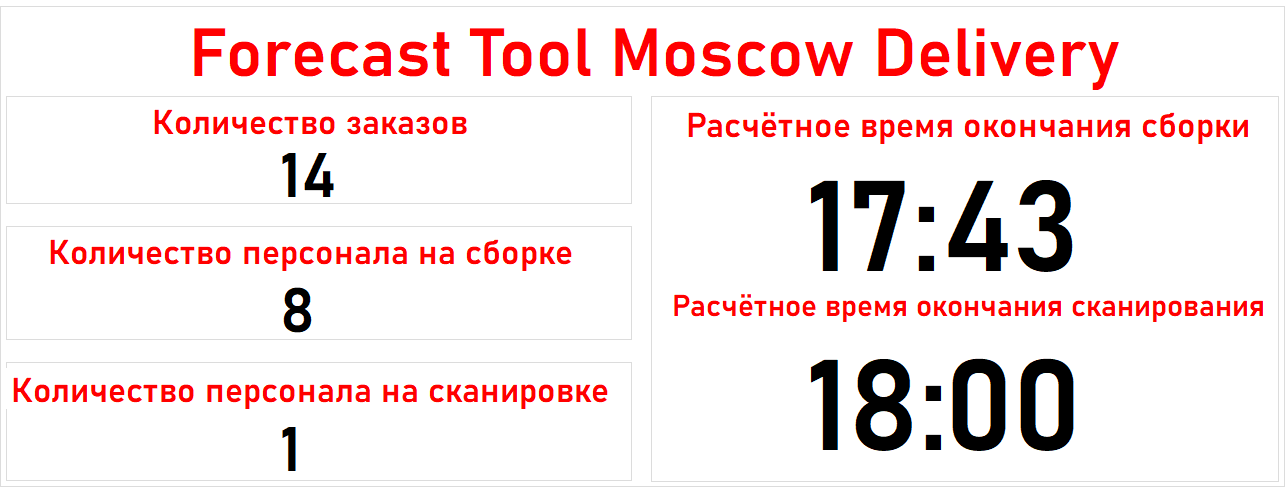 Forecast Tool Moscow Delivery
Количество заказов
14
Количество персонала на сборке
8
Количество персонала на сканировке
1
Расчётное время окончания сборки
17:43
Расчётное время окончания сканирования
18:00